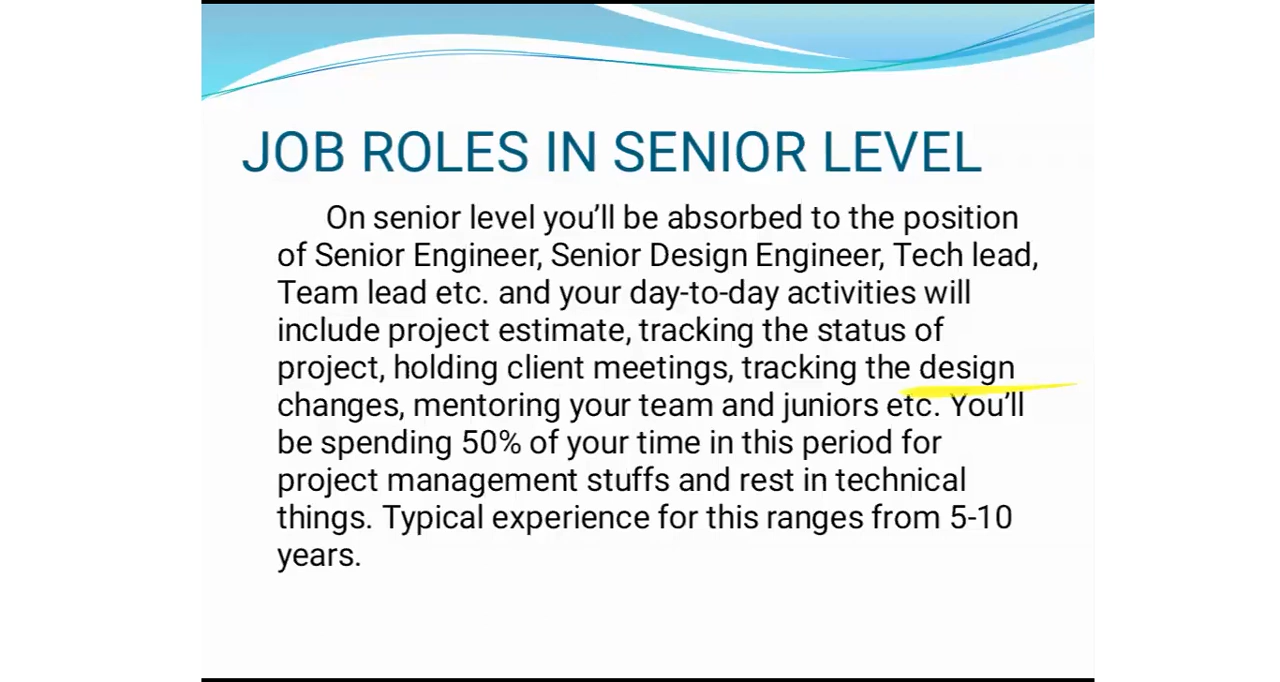 JOB ROLES IN SENIOR LEVEL
On senior level you’ll be absorbed to the position
of Senior Engineer, Senior Design Engineer, Tech lead,
Team lead etc. and your day-to-day activities will
include project estimate, tracking the status of
project, holding client meetings, tracking the design
changes, mentoring your team and juniors etc. You’ll
be spending 50% of your time in this period for
project management stuffs and rest in technical
things. Typical experience for this ranges from 5-10
years.